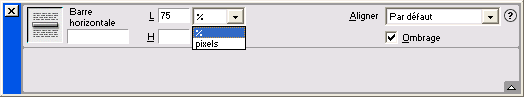 Barre horizontale
L 75 %
Aligner Par défaut ?
H
%
pixels
Ombrage